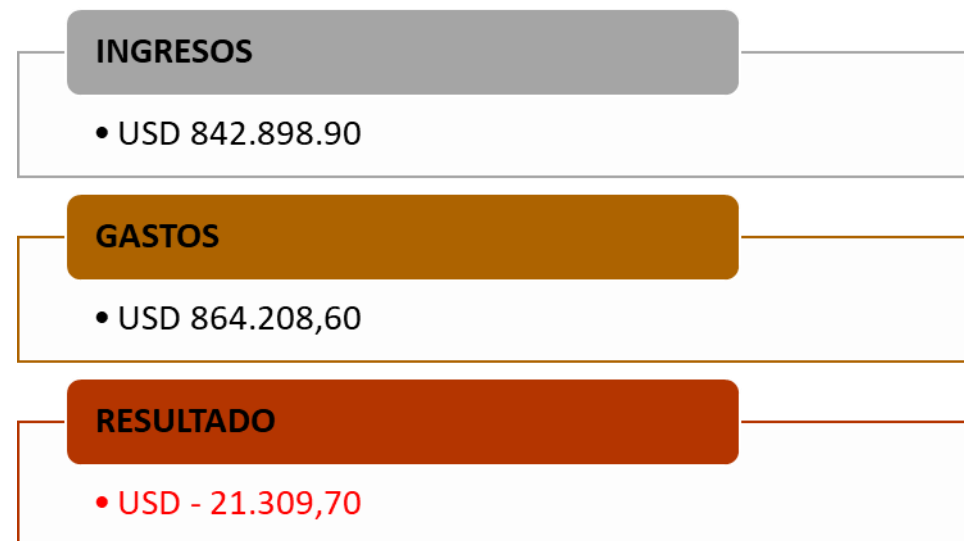 INGRESOS
• USD 842.898.90
GASTOS
• USD 864.208,60
RESULTADO
• USD - 21.309,70